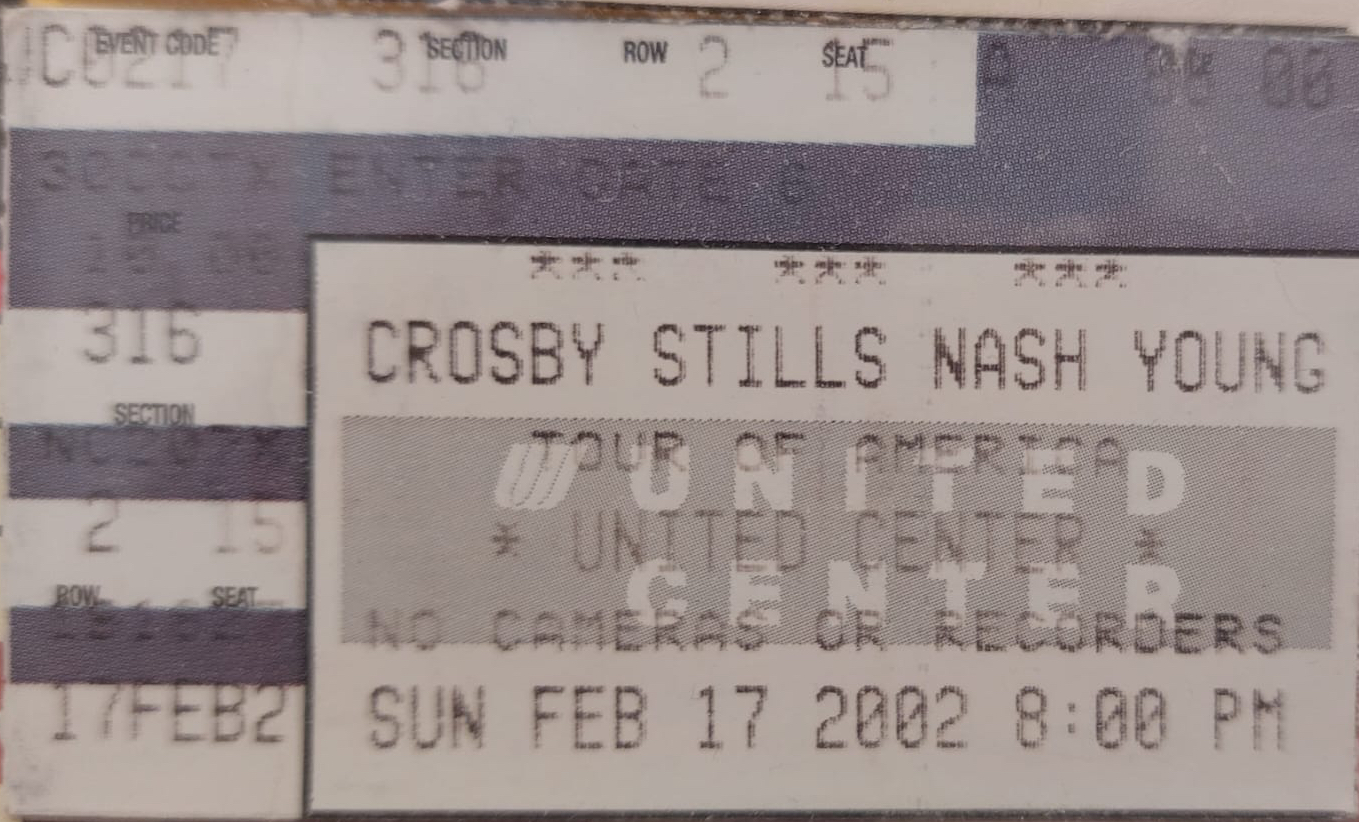 EVENT CODE SECTION ROW SEAT
UC0217 316 2 15 A 00
ENTER GATE 6
PRICE
316
SECTION
2 15
ROW SEAT
17FEB2
*** *** ***
CROSBY STILLS NASH YOUNG
TOUR OF AMERICA
UNITED
* UNITED CENTER *
CENTER
NO CAMERAS OR RECORDERS
SUN FEB 17 2002 8:00 PM